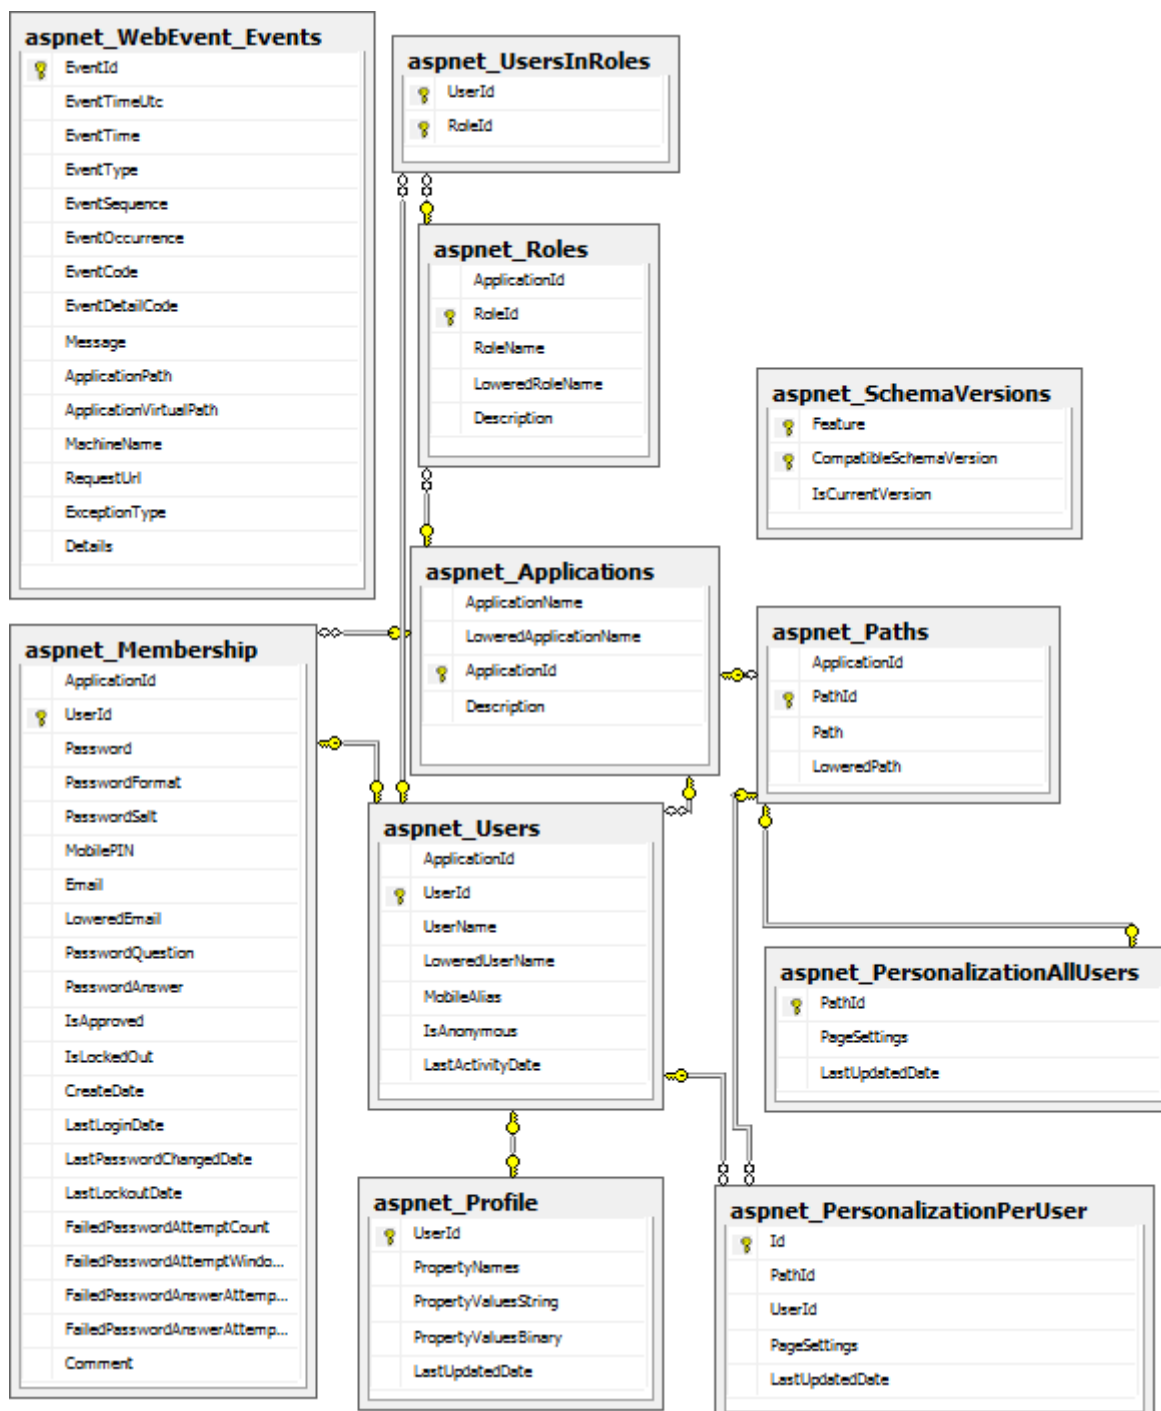 aspnet_WebEvent_Events
EventId
EventTimeUtc
EventTime
EventType
EventSequence
EventOccurrence
EventCode
EventDetailCode
Message
ApplicationPath
ApplicationVirtualPath
MachineName
RequestUrl
ExceptionType
Details
aspnet_UsersInRoles
UserId
RoleId
aspnet_Roles
ApplicationId
RoleId
RoleName
LoweredRoleName
Description
aspnet_SchemaVersions
Feature
CompatibleSchemaVersion
IsCurrentVersion
aspnet_Applications
ApplicationName
LoweredApplicationName
ApplicationId
Description
aspnet_Paths
ApplicationId
PathId
Path
LoweredPath
aspnet_Membership
ApplicationId
UserId
Password
PasswordFormat
PasswordSalt
MobilePIN
Email
LoweredEmail
PasswordQuestion
PasswordAnswer
IsApproved
IsLockedOut
CreateDate
LastLoginDate
LastPasswordChangedDate
LastLockoutDate
FailedPasswordAttemptCount
FailedPasswordAttemptWindo...
FailedPasswordAnswerAttemp...
FailedPasswordAnswerAttemp...
Comment
aspnet_Users
ApplicationId
UserId
UserName
LoweredUserName
MobileAlias
IsAnonymous
LastActivityDate
aspnet_PersonalizationAllUsers
PathId
PageSettings
LastUpdatedDate
aspnet_Profile
UserId
PropertyNames
PropertyValuesString
PropertyValuesBinary
LastUpdatedDate
aspnet_PersonalizationPerUser
Id
PathId
UserId
PageSettings
LastUpdatedDate